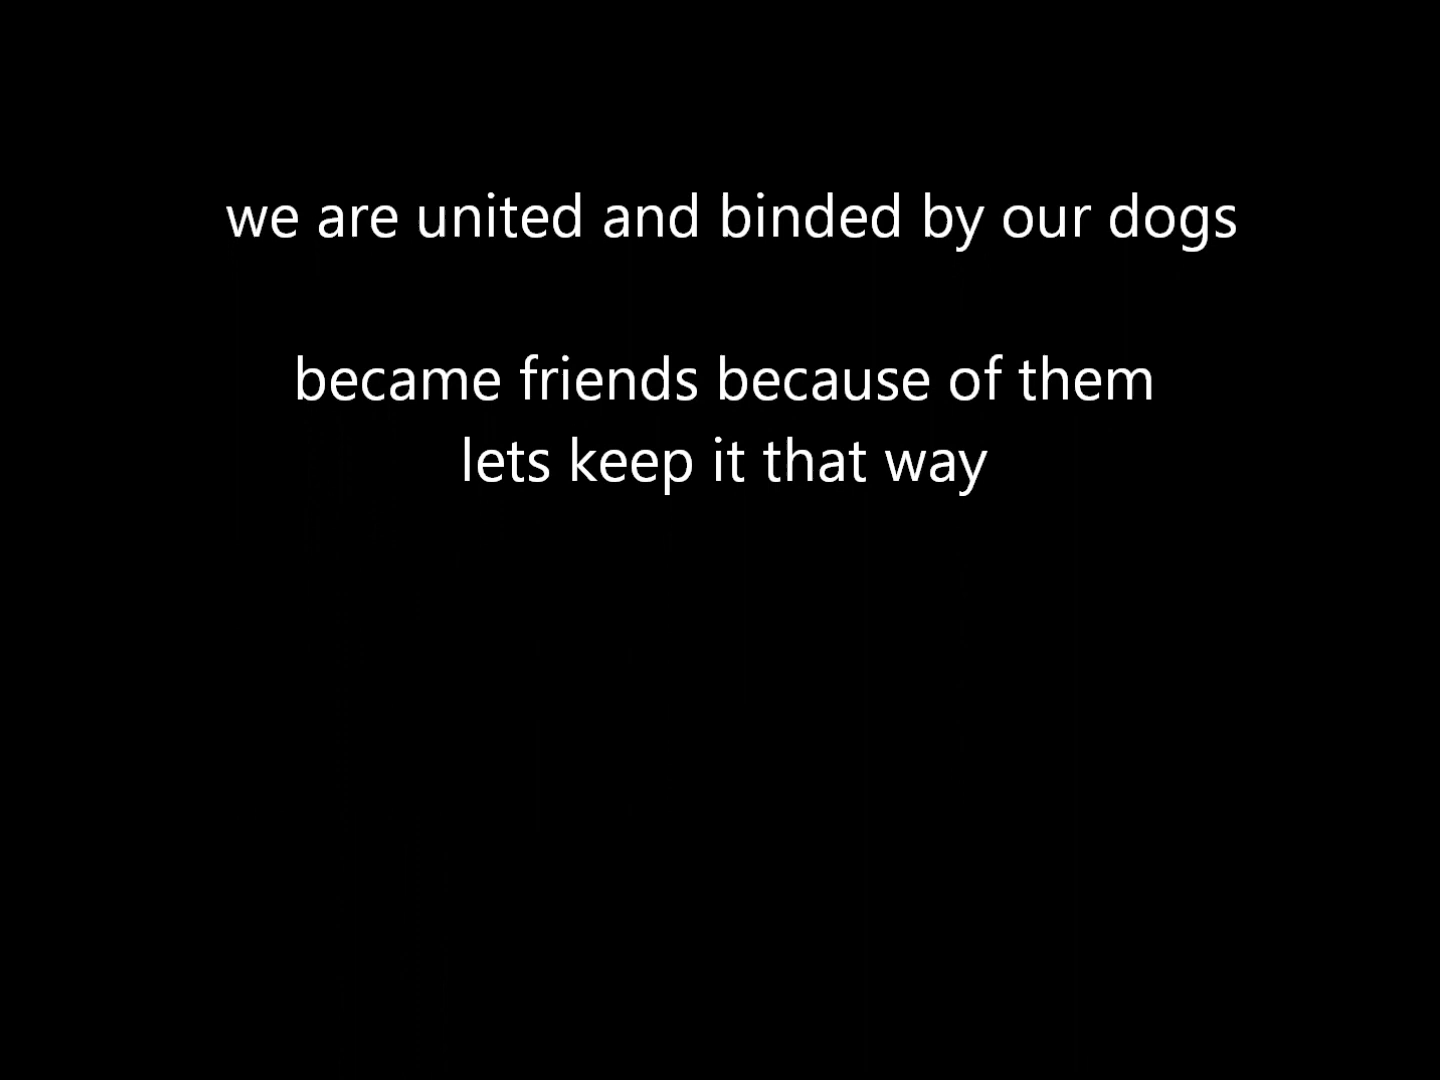 we are united and binded by our dogs
became friends because of them
lets keep it that way